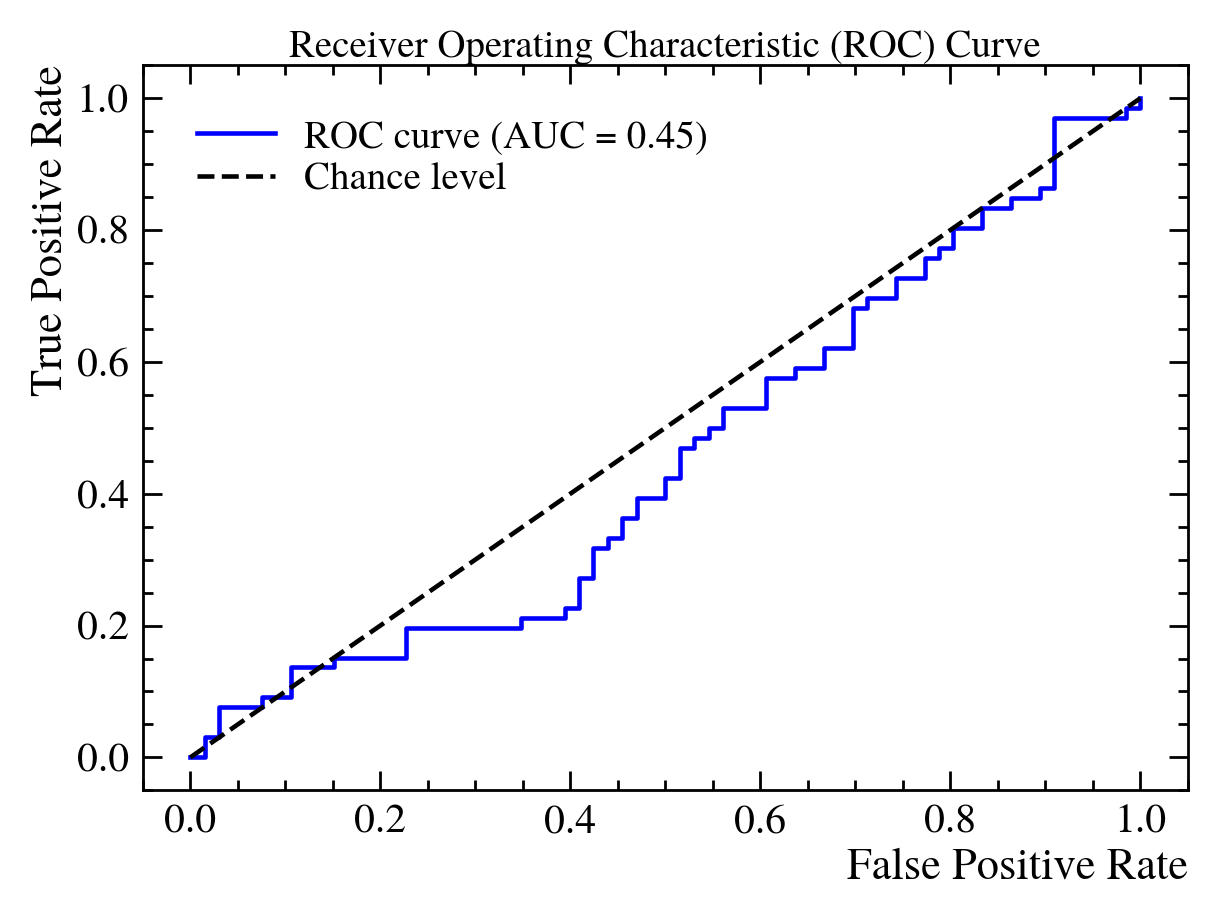 Receiver Operating Characteristic (ROC) Curve
True Positive Rate
1.0
0.8
0.6
0.4
0.2
0.0
ROC curve (AUC = 0.45)
Chance level
0.0 0.2 0.4 0.6 0.8 1.0
False Positive Rate